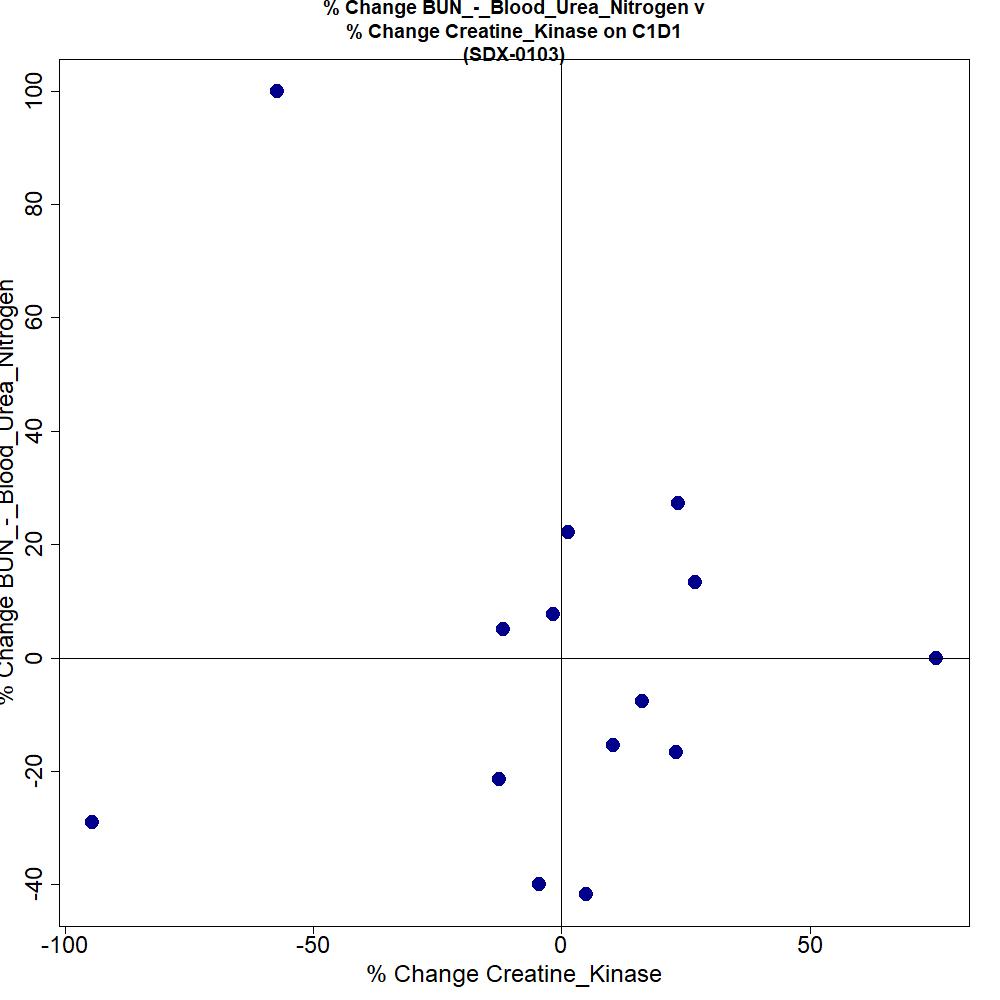 % Change BUN_-_Blood_Urea_Nitrogen v
% Change Creatine_Kinase on C1D1
(SDX-0103)
% Change BUN_-_Blood_Urea_Nitrogen
100
80
60
40
20
0
-20
-40
-100 -50 0 50
% Change Creatine_Kinase